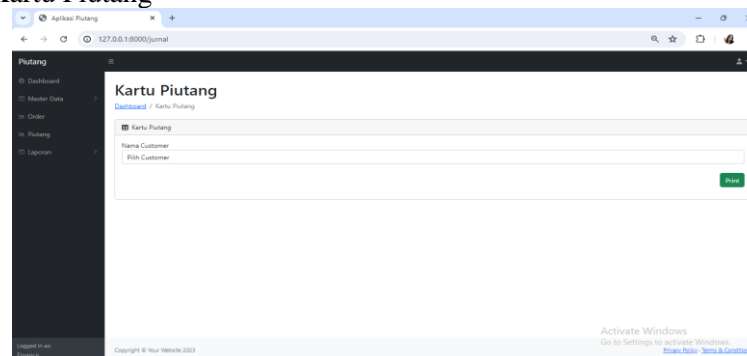 Kartu Piutang
Aplikasi Piutang
127.0.0.1:8000/jurnal
Piutang
Dashboard
Master Data
Order
Piutang
Laporan
Kartu Piutang
Dashboard / Kartu Piutang
Kartu Piutang
Nama Customer
Pilih Customer
Print
Activate Windows
Go to Settings to activate Windows.
Logged in as:
Finance
Copyright © Your Website 2023
Privacy Policy · Terms & Condition